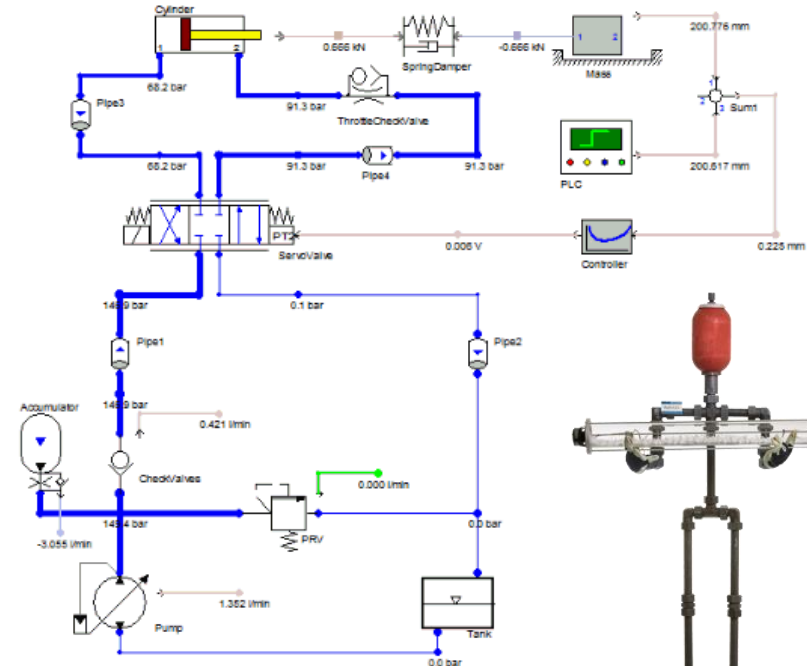 Cylinder
1
2
0.666 kN
-0.666 kN
SpringDamper
1
2
Mass
200.776 mm
68.2 bar
Pipe3
91.3 bar
ThrottleCheckValve
1
2
3
Sum1
PLC
68.2 bar
91.3 bar
91.3 bar
Pipe4
200.617 mm
PT2
ServoValve
0.006 V
Controller
0.225 mm
0.1 bar
Pipe1
Pipe2
Accumulator
0.421 l/min
CheckValves
0.000 l/min
PRV
0.0 bar
-3.055 l/min
1.352 l/min
Pump
Tank
0.0 bar